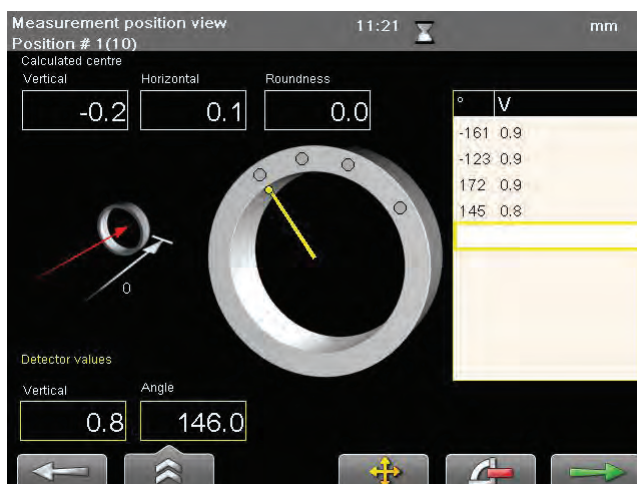 Measurement position view 11:21 mm
Position # 1(10)
Calculated centre
Vertical Horizontal Roundness
-0.2 0.1 0.0
° V
-161 0.9
-123 0.9
172 0.9
145 0.8
0
Detector values
Vertical Angle
0.8 146.0